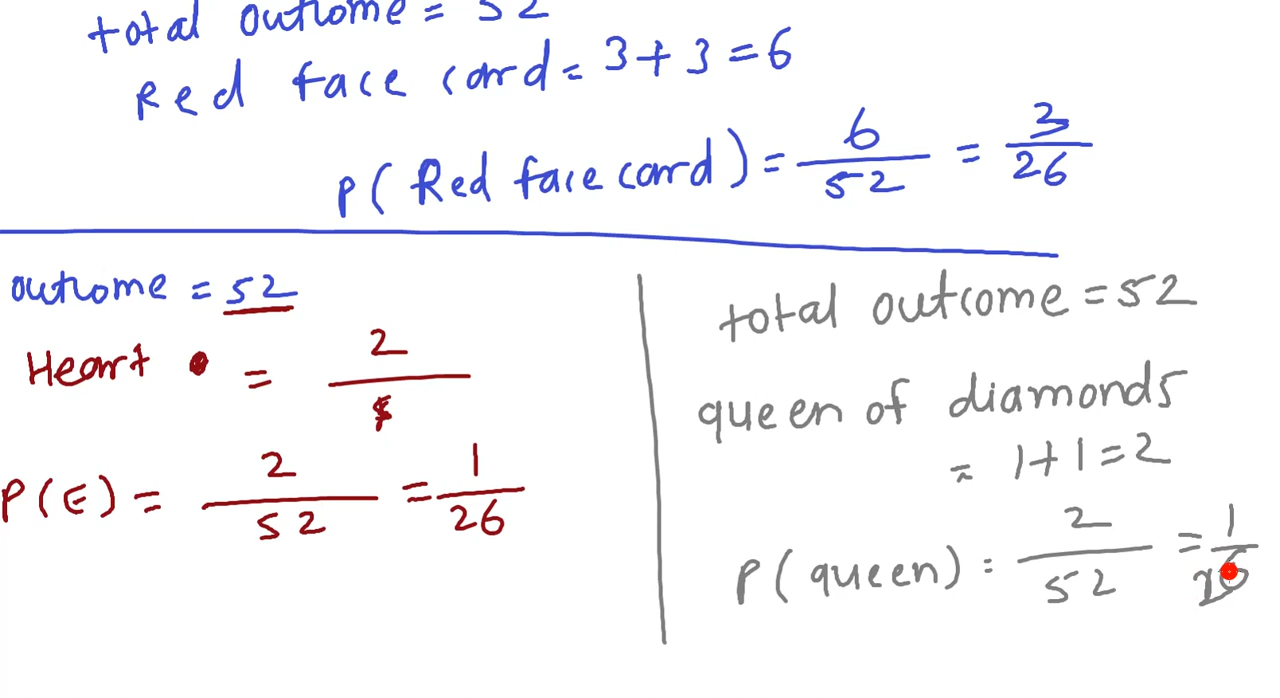 total outcome = 52
Red face card = 3 + 3 = 6
P( Red face card ) = 6/52 = 3/26
outcome = 52
Heart = 2/5
P(E) = 2/52 = 1/26
total outcome = 52
queen of diamonds
= 1+1=2
P( queen ) = 2/52 = 1/26